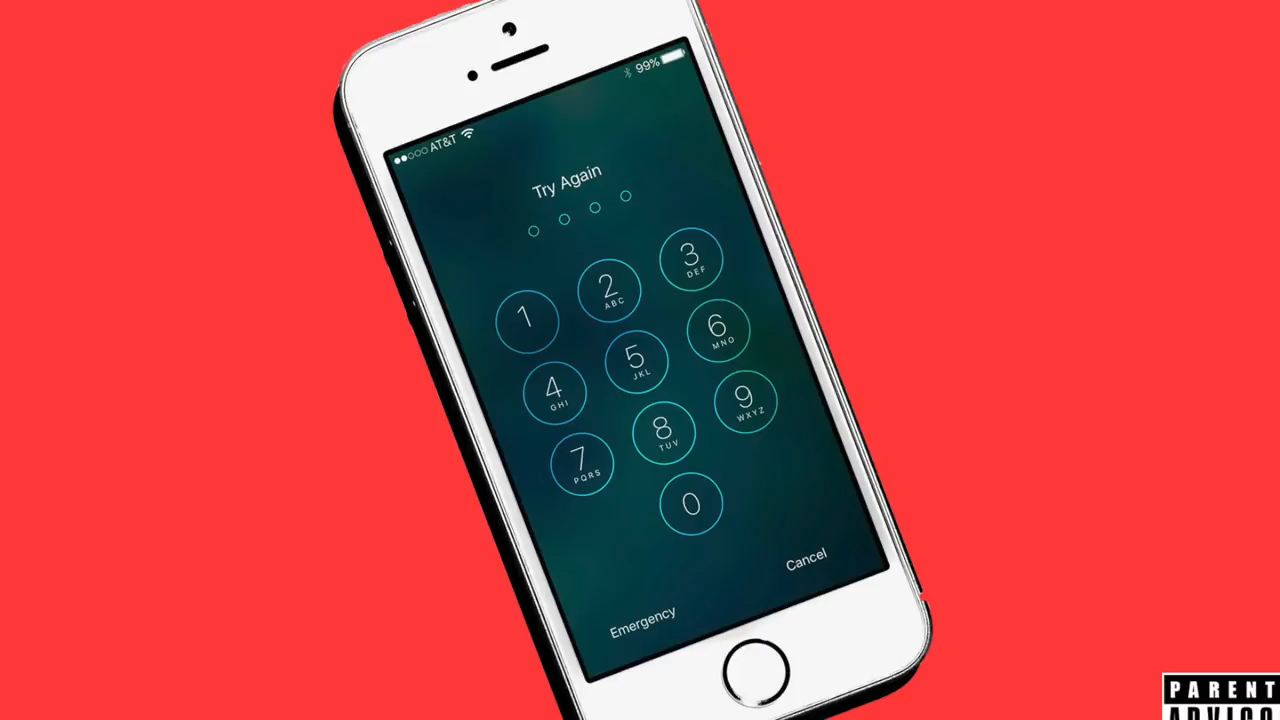 99%
AT&T
Try Again
1
2
ABC
3
DEF
4
GHI
5
JKL
6
MNO
7
PQRS
8
TUV
9
WXYZ
0
Cancel
Emergency
PARENT
ADVISO